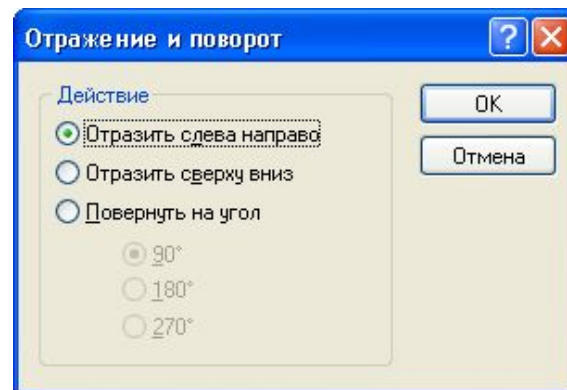 Отражение и поворот
?
Действие
Отразить слева направо
Отразить сверху вниз
Повернуть на угол
90°
180°
270°
OK
Отмена